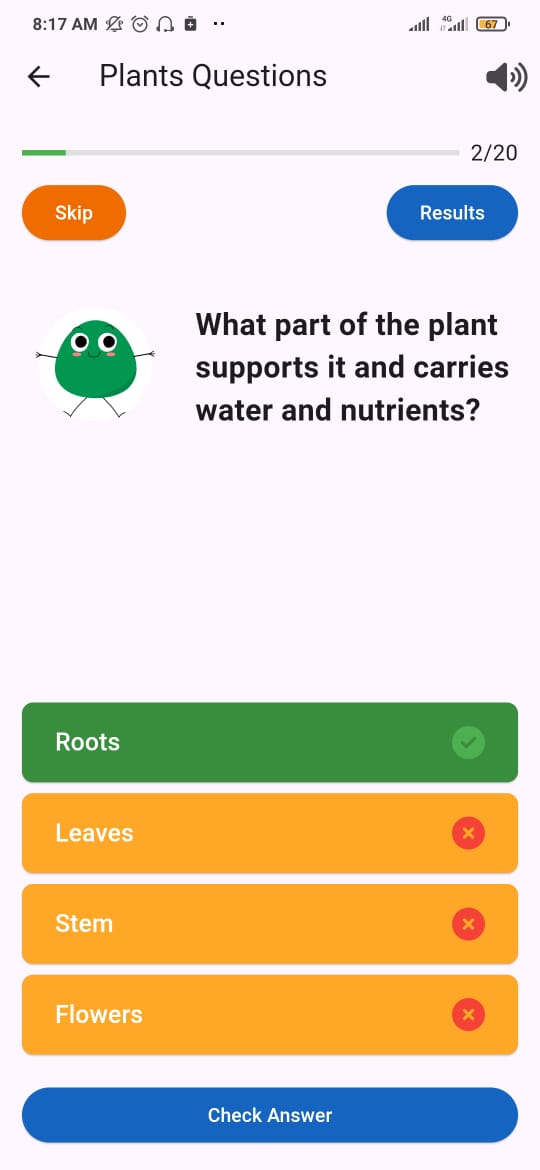 8:17 AM
4G
67
Plants Questions
2/20
Skip
Results
What part of the plant
supports it and carries
water and nutrients?
Roots
Leaves
Stem
Flowers
Check Answer